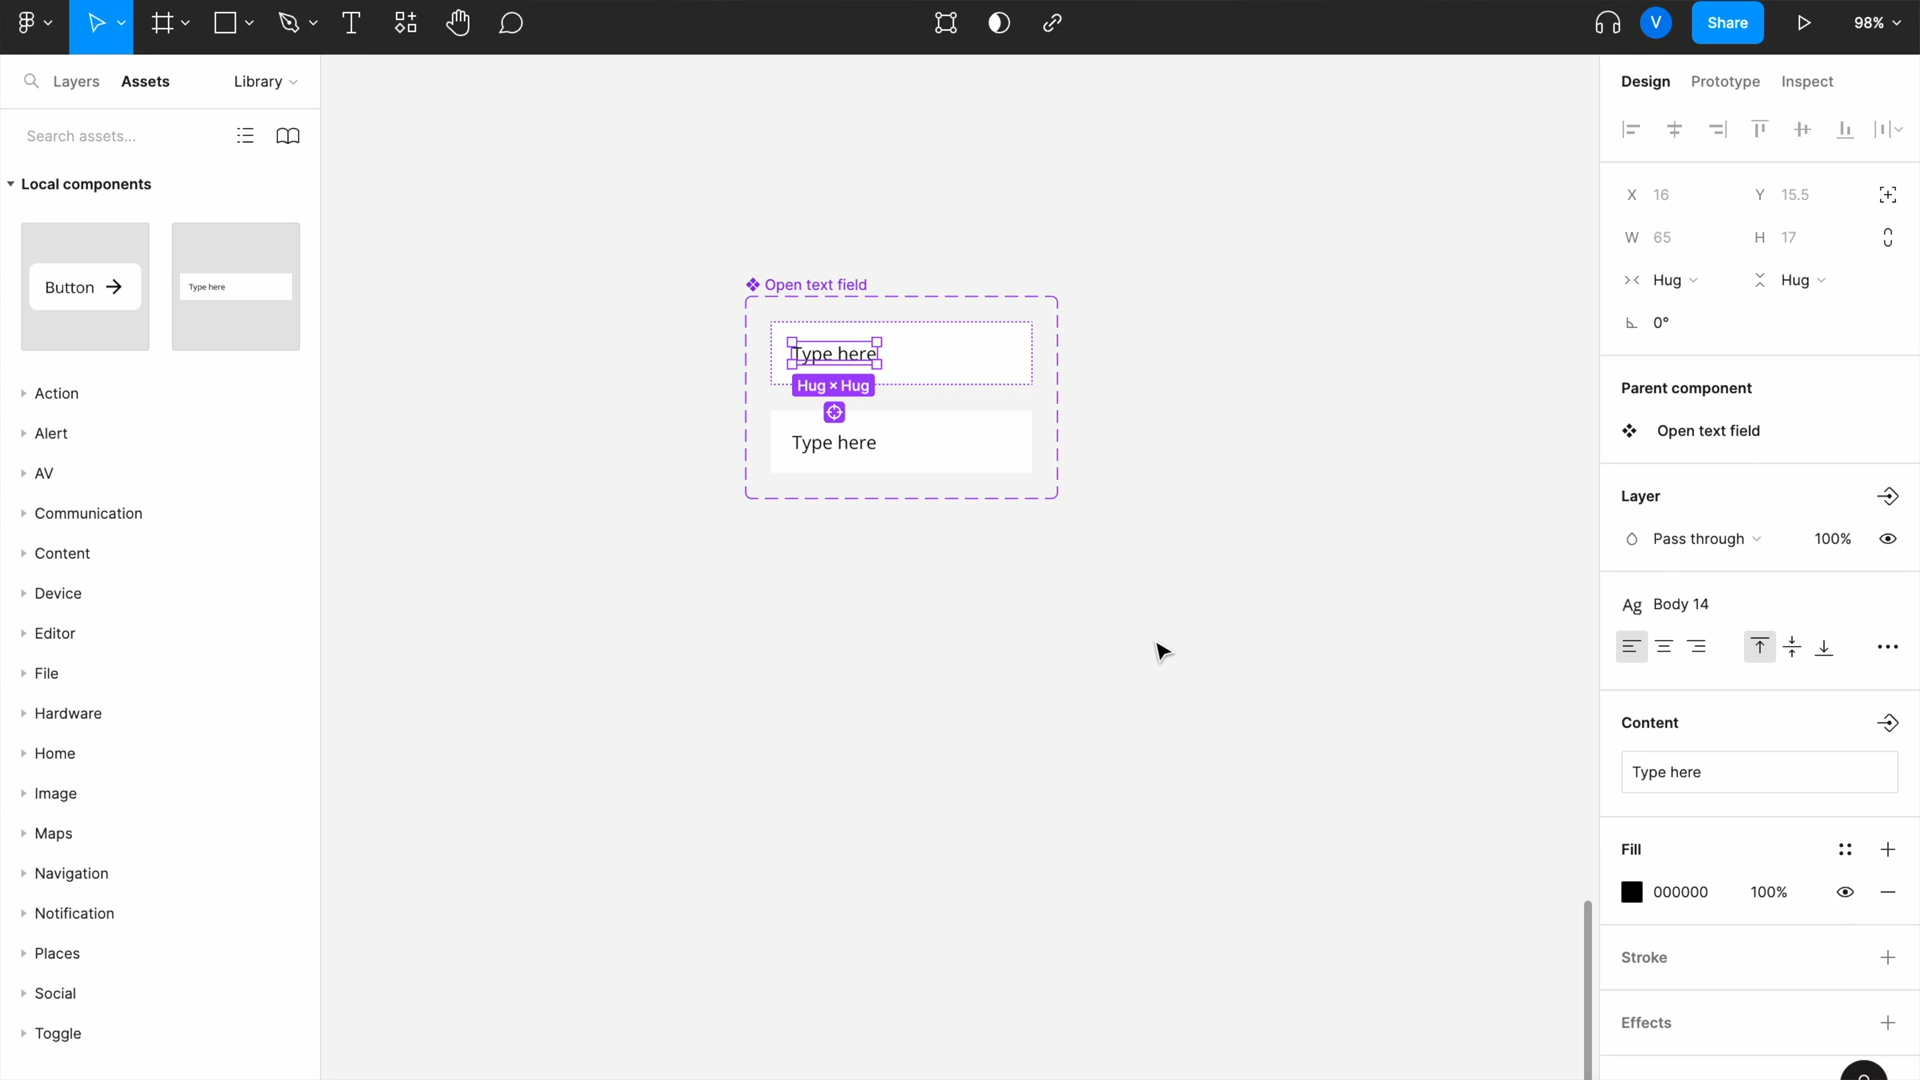 V
Share
98%
Layers
Assets
Library
Search assets...
Local components
Button
Type here
Action
Alert
AV
Communication
Content
Device
Editor
File
Hardware
Home
Image
Maps
Navigation
Notification
Places
Social
Toggle
Open text field
Type here
Hug × Hug
Type here
Design
Prototype
Inspect
X 16
Y 15.5
W 65
H 17
Hug
Hug
0°
Parent component
Open text field
Layer
Pass through
100%
Ag Body 14
Content
Type here
Fill
000000
100%
Stroke
Effects